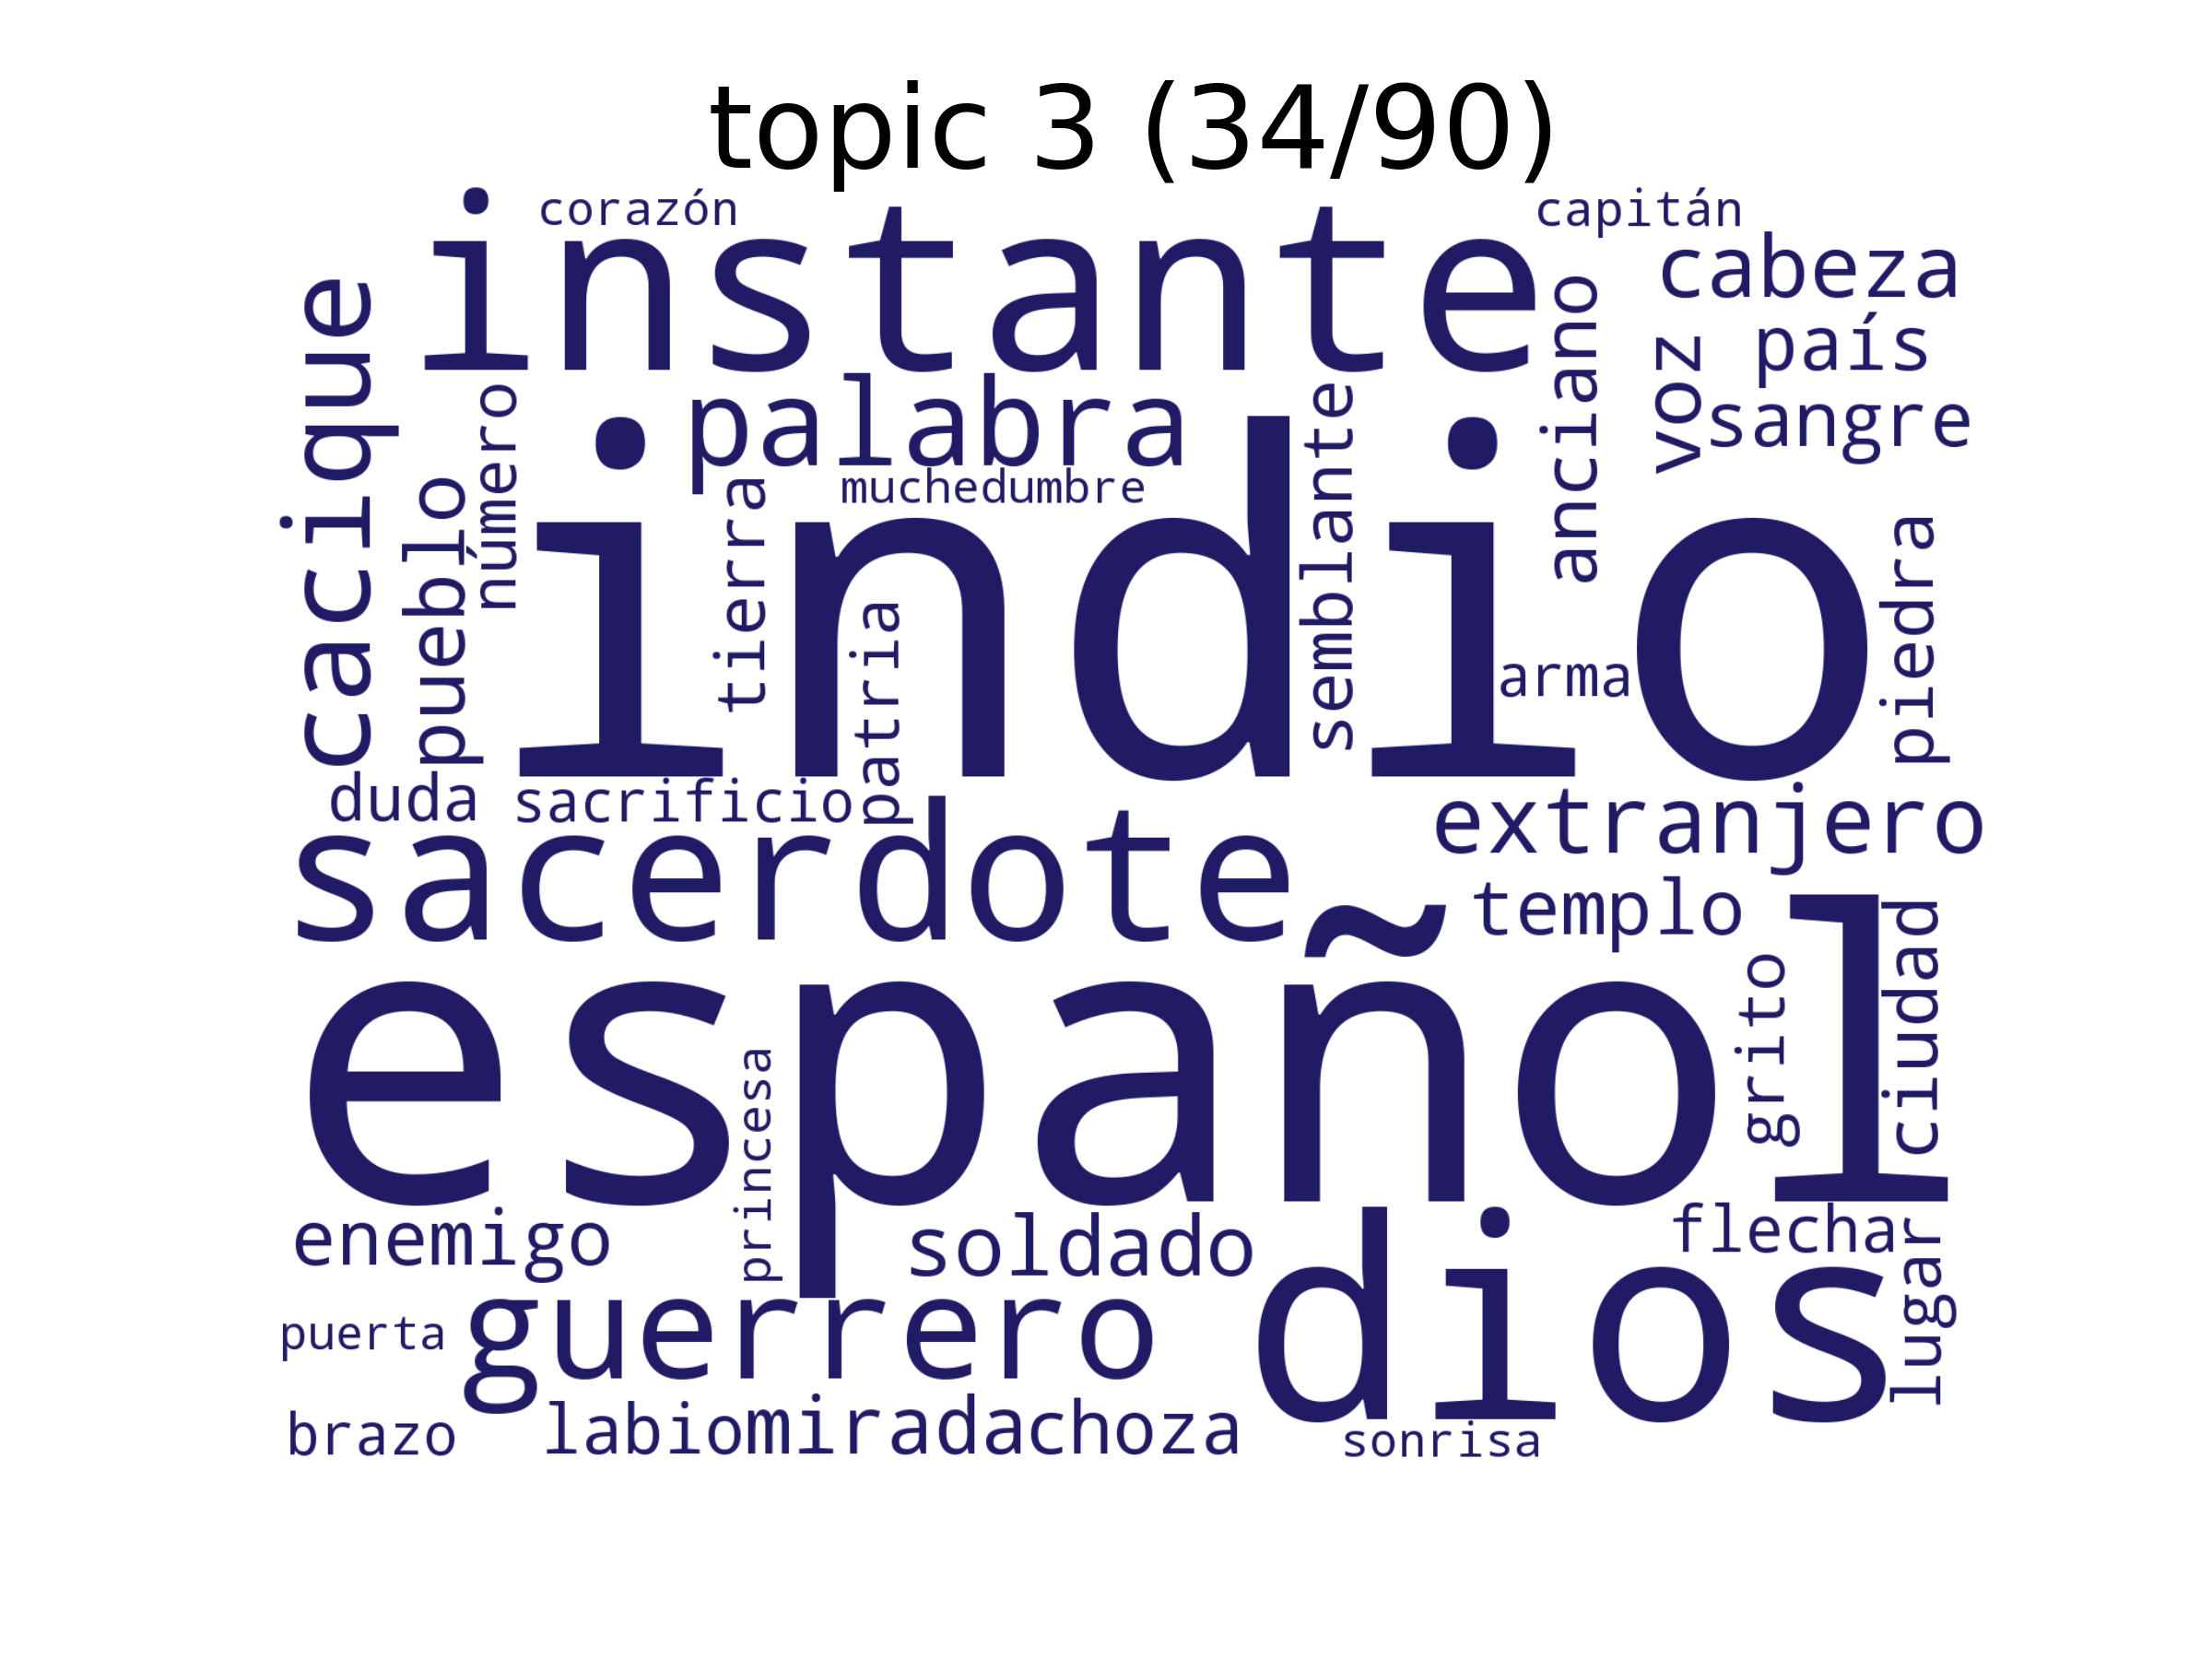 topic 3 (34/90)
corazón
capitán
instante
cabeza
cacique
anciano
voz
país
palabra
sangre
número
semblante
muchedumbre
pueblo
tierra
indio
piedra
patria
arma
duda
sacrificio
extranjero
sacerdote
templo
español
grito
ciudad
princesa
enemigo
soldado
flechar
dios
lugar
guerrero
puerta
brazo
labio
mirada
choza
sonrisa